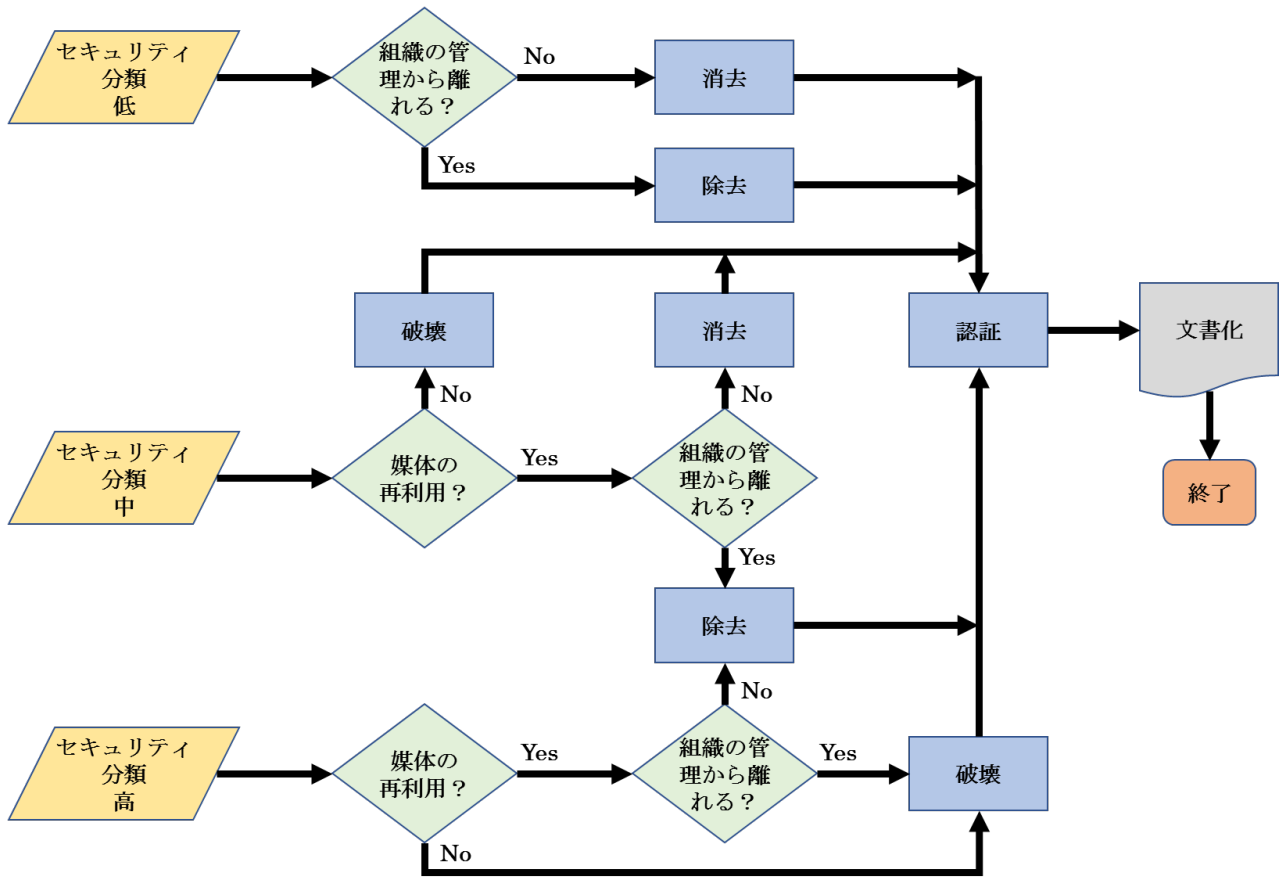 セキュリティ
分類
低
組織の管
理から離
れる？
No
消去
Yes
除去
破壊
消去
認証
文書化
No
No
セキュリティ
分類
中
媒体の
再利用？
Yes
組織の管
理から離
れる？
終了
Yes
除去
No
セキュリティ
分類
高
媒体の
再利用？
Yes
組織の管
理から離
れる？
Yes
破壊
No